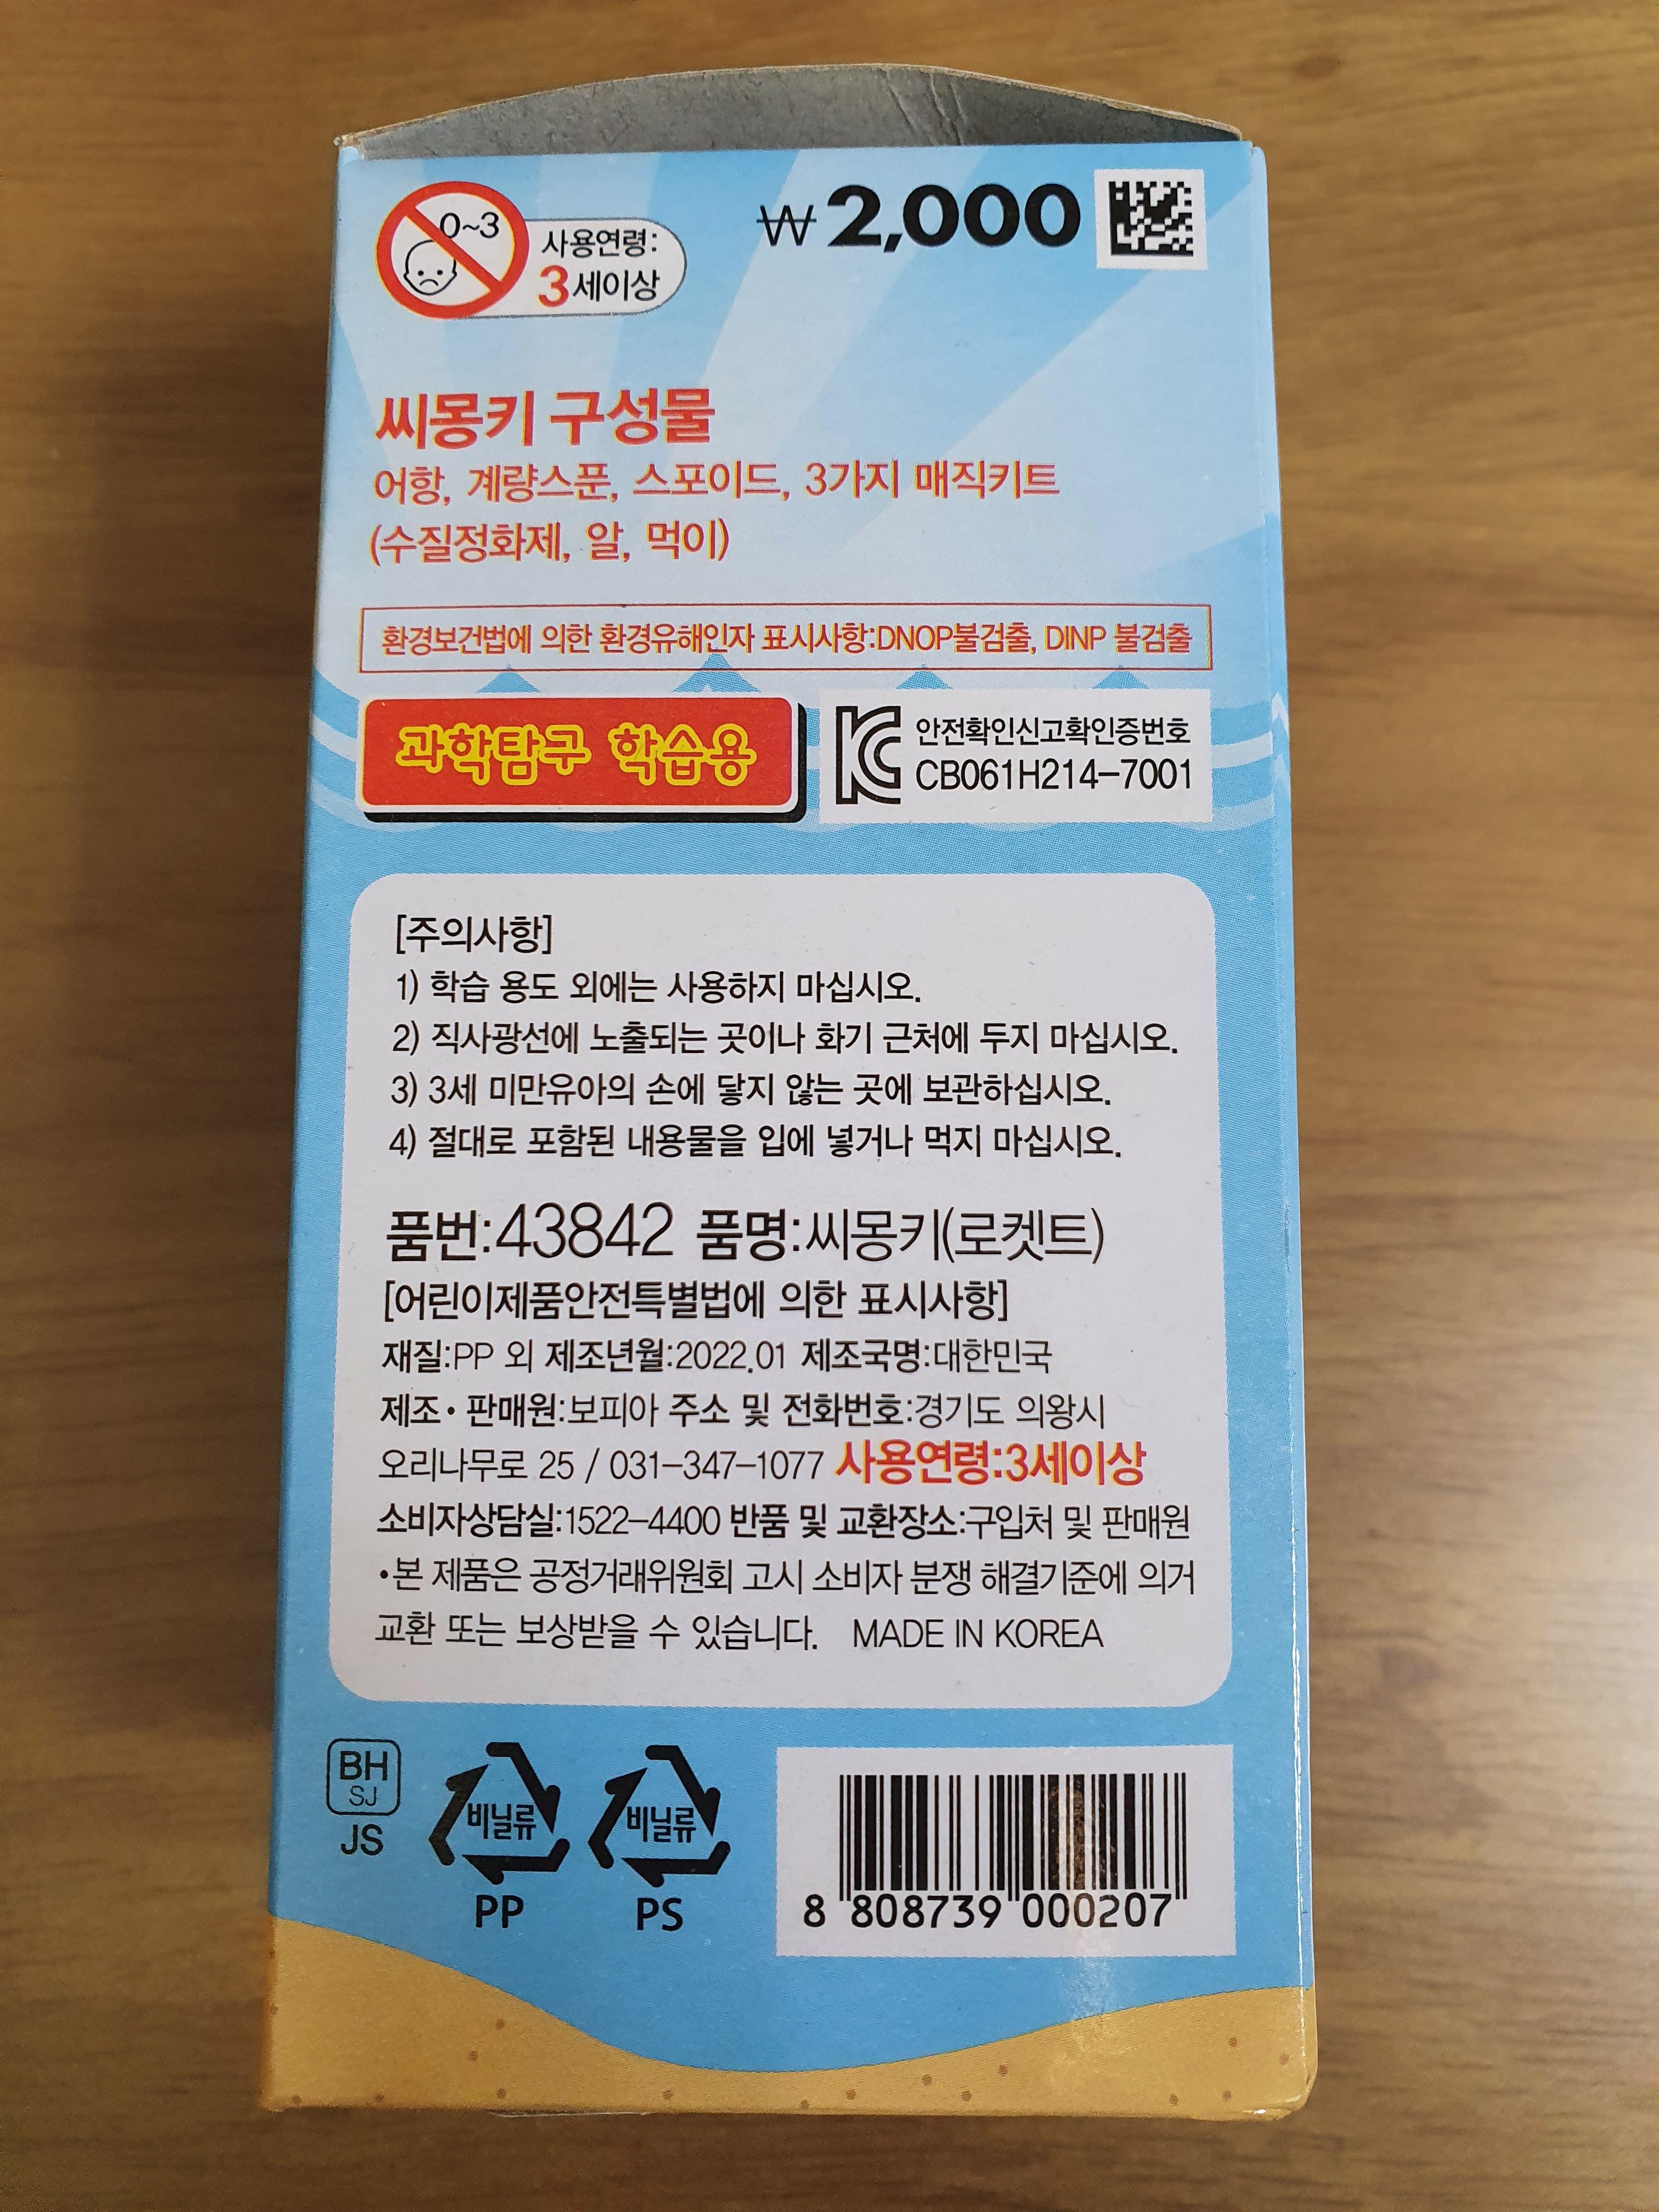 0~3
사용연령:
3세이상
₩2,000
씨몽키 구성물
어항, 계량스푼, 스포이드, 3가지 매직키트
(수질정화제, 알, 먹이)
환경보건법에 의한 환경유해인자 표시사항:DNOP불검출, DINP 불검출
과학탐구 학습용
안전확인신고확인증번호
CB061H214-7001
[주의사항]
1) 학습 용도 외에는 사용하지 마십시오.
2) 직사광선에 노출되는 곳이나 화기 근처에 두지 마십시오.
3) 3세 미만유아의 손에 닿지 않는 곳에 보관하십시오.
4) 절대로 포함된 내용물을 입에 넣거나 먹지 마십시오.
품번:43842 품명:씨몽키(로켓트)
[어린이제품안전특별법에 의한 표시사항]
재질:PP 외 제조년월:2022.01 제조국명:대한민국
제조• 판매원:보피아 주소 및 전화번호:경기도 의왕시
오리나무로 25 / 031-347-1077 사용연령:3세이상
소비자상담실:1522-4400 반품 및 교환장소:구입처 및 판매원
•본 제품은 공정거래위원회 고시 소비자 분쟁 해결기준에 의거
교환 또는 보상받을 수 있습니다. MADE IN KOREA
BH
SJ
JS
비닐류
PP
비닐류
PS
8 808739 000207